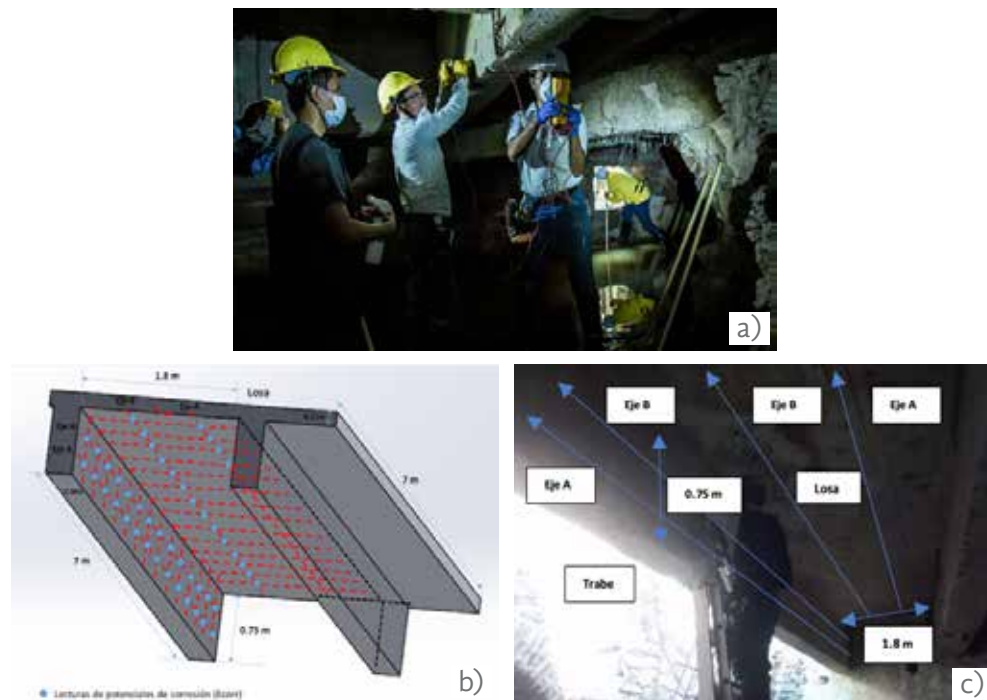 a)
1.8 m
Losa
7 m
7 m
0.75 m
Lecturas de potenciales de corrosión (Ecorr)
b)
Eje B
Eje B
Eje A
Eje A
0.75 m
Losa
Trabe
1.8 m
c)